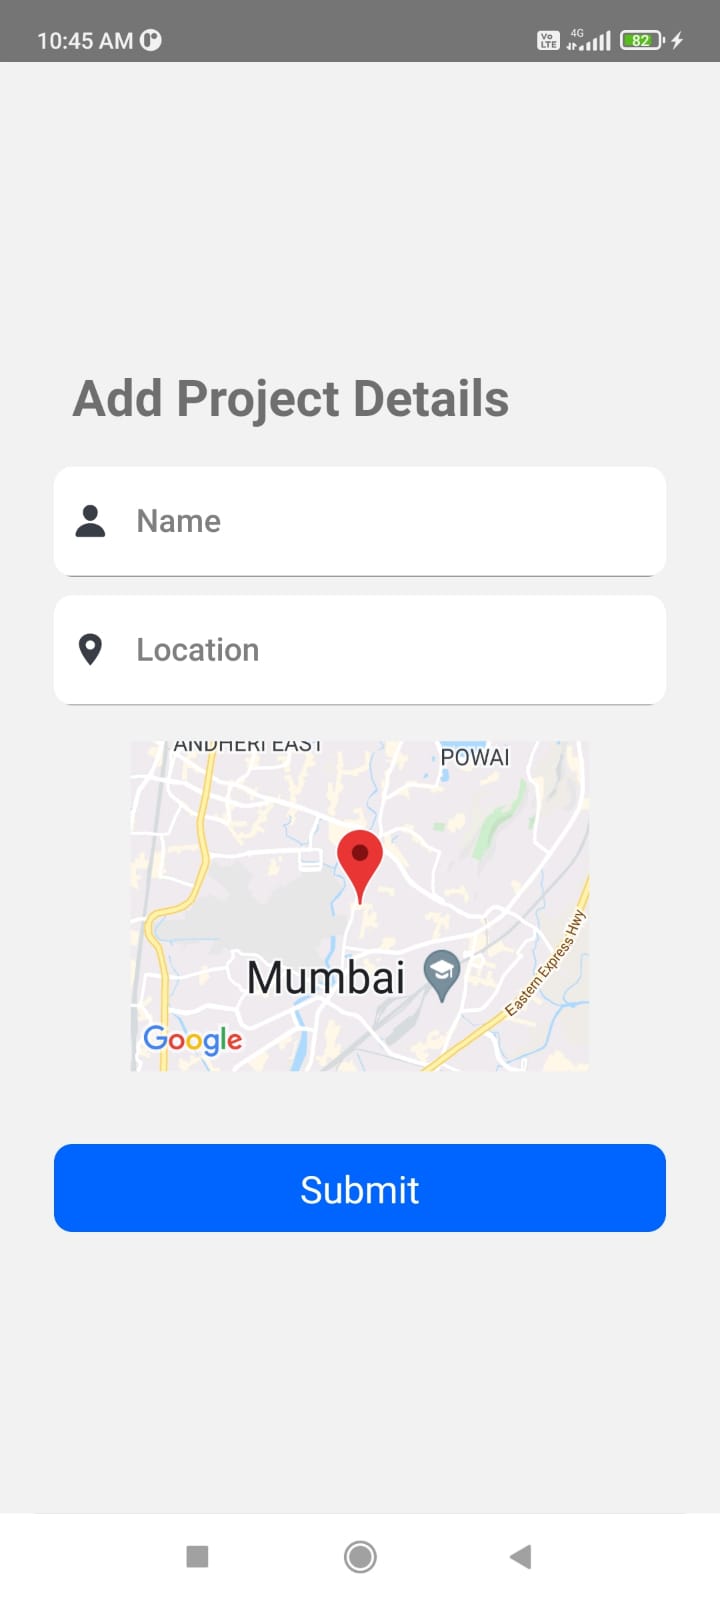 10:45 AM
Vo LTE 4G 82
Add Project Details
Name
Location
ANDHERI EAST
POWAI
Eastern Express Hwy
Mumbai
Google
Submit